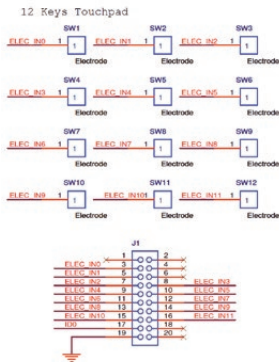 12 Keys Touchpad
SW1 SW2 SW3
ELEC_IN0 1 1 ELEC_IN1 1 1 ELEC_IN2 1 1
Electrode Electrode Electrode
SW4 SW5 SW6
ELEC_IN3 1 1 ELEC_IN4 1 1 ELEC_IN5 1 1
Electrode Electrode Electrode
SW7 SW8 SW9
ELEC_IN6 1 1 ELEC_IN7 1 1 ELEC_IN8 1 1
Electrode Electrode Electrode
SW10 SW11 SW12
ELEC_IN9 1 1 ELEC_IN10 1 1 ELEC_IN11 1 1
Electrode Electrode Electrode
J1
1 2
ELEC_IN0 3 4
ELEC_IN1 5 6
ELEC_IN2 7 8 ELEC_IN3
ELEC_IN4 9 10 ELEC_IN5
ELEC_IN6 11 12 ELEC_IN7
ELEC_IN8 13 14 ELEC_IN9
ELEC_IN10 15 16 ELEC_IN11
17 18
19 20